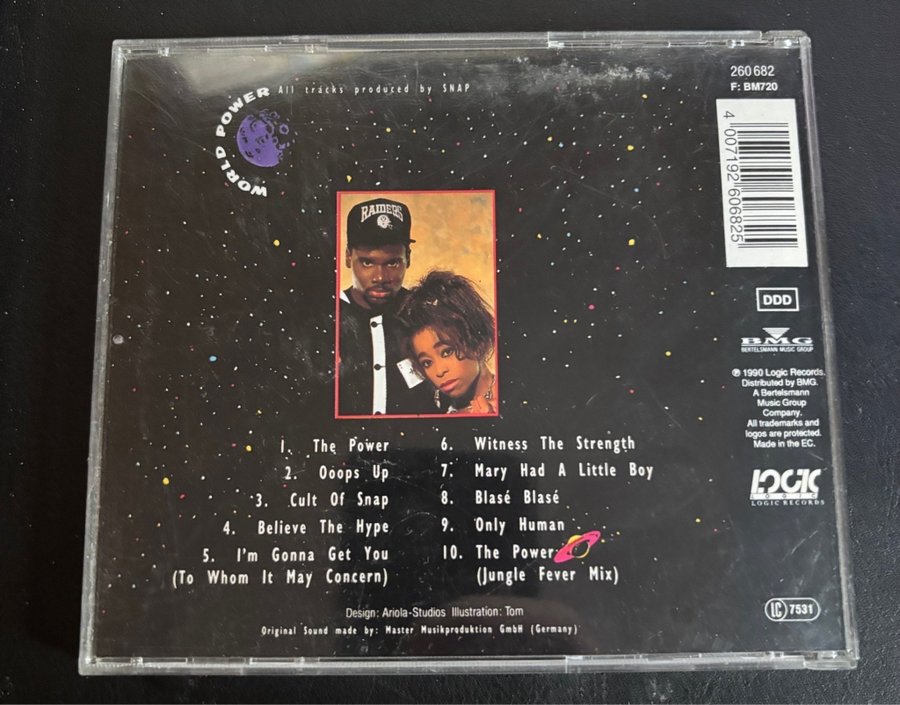 WORLD POWER
All tracks produced by SNAP
260 682
F: BM720
4 007192 606825
RAIDERS
DDD
BMG
BERTELSMANN MUSIC GROUP
℗ 1990 Logic Records.
Distributed by BMG.
A Bertelsmann
Music Group
Company.
All trademarks and
logos are protected.
Made in the EC.
LOGIC
LOGIC
LOGIC RECORDS
1. The Power
2. Ooops Up
3. Cult Of Snap
4. Believe The Hype
5. I'm Gonna Get You
(To Whom It May Concern)
6. Witness The Strength
7. Mary Had A Little Boy
8. Blasé Blasé
9. Only Human
10. The Power
(Jungle Fever Mix)
Design: Ariola-Studios Illustration: Tom
Original Sound made by: Master Musikproduktion GmbH (Germany)
LC 7531